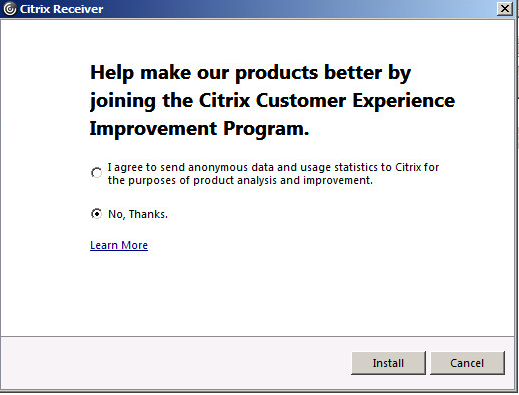 Citrix Receiver
Help make our products better by
joining the Citrix Customer Experience
Improvement Program.
I agree to send anonymous data and usage statistics to Citrix for
the purposes of product analysis and improvement.
No, Thanks.
Learn More
Install
Cancel